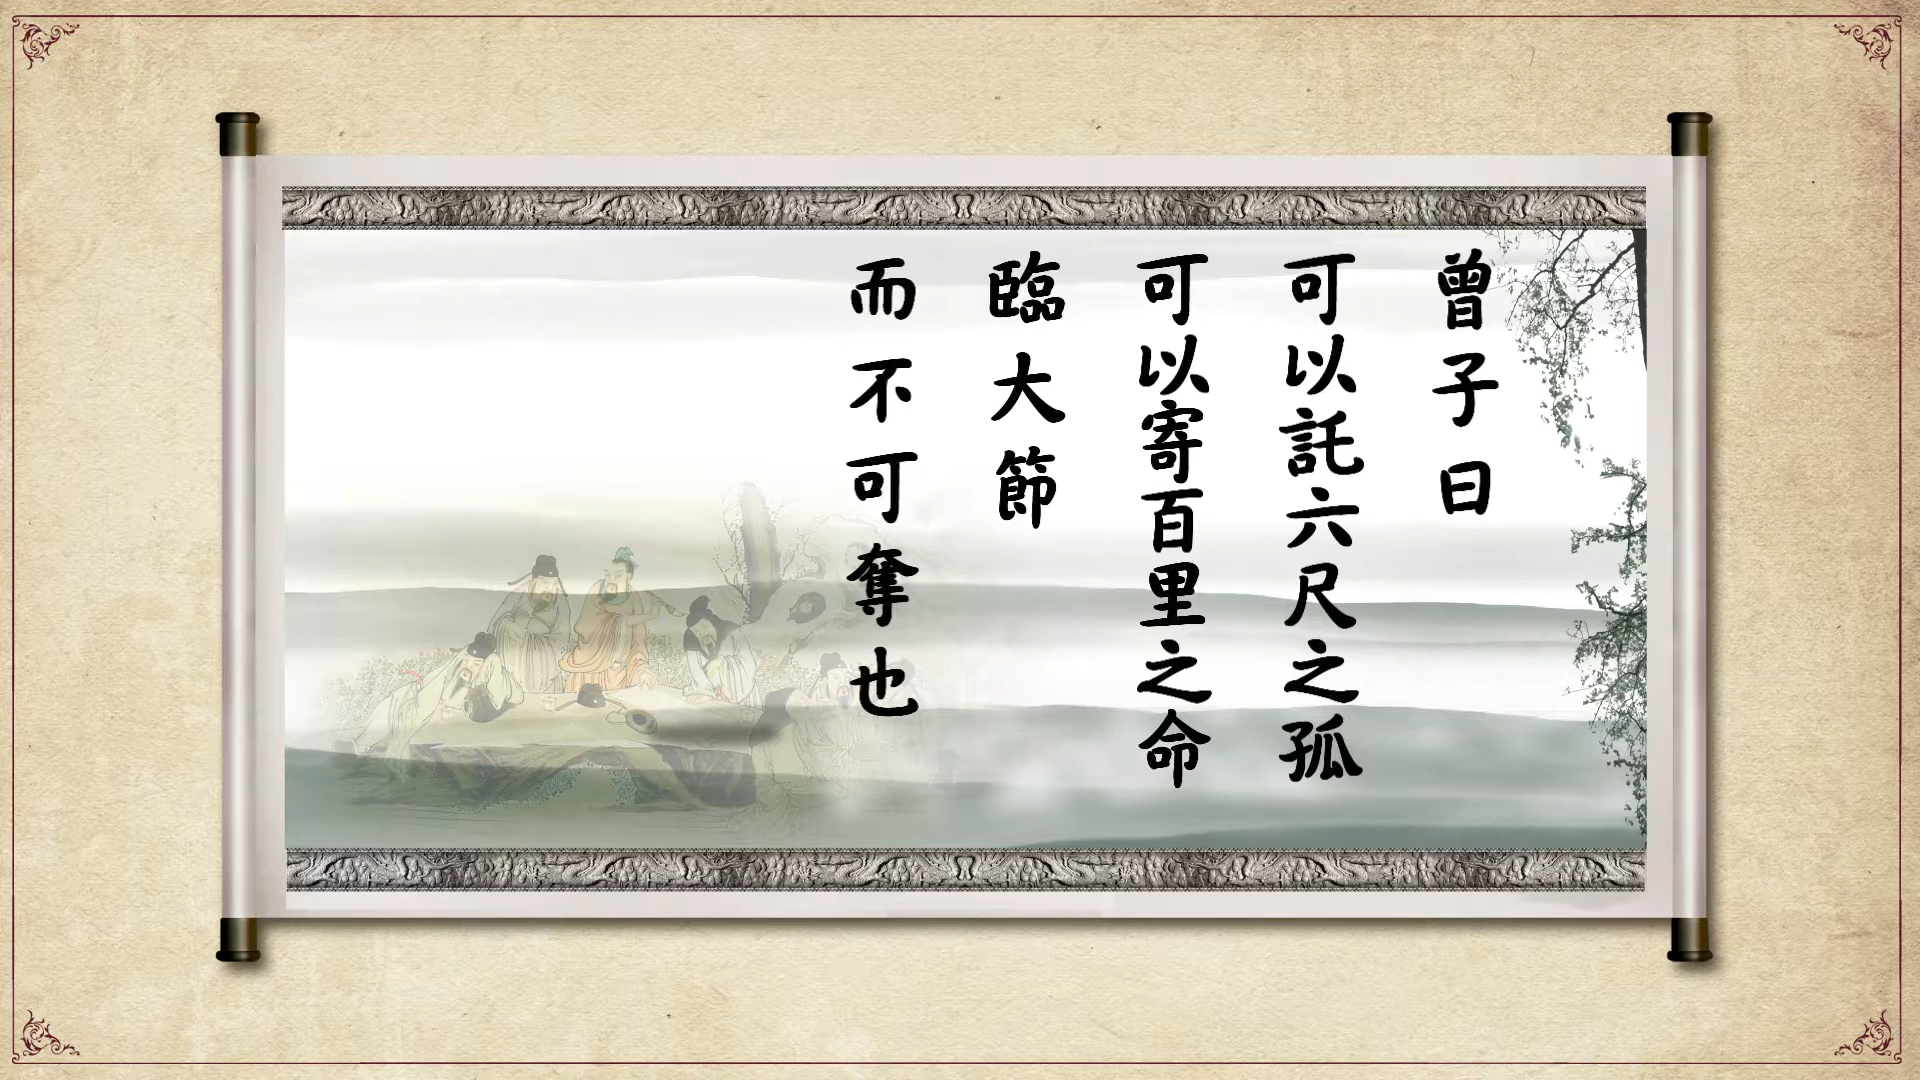 曾子曰
可以託六尺之孤
可以寄百里之命
臨大節
而不可奪也